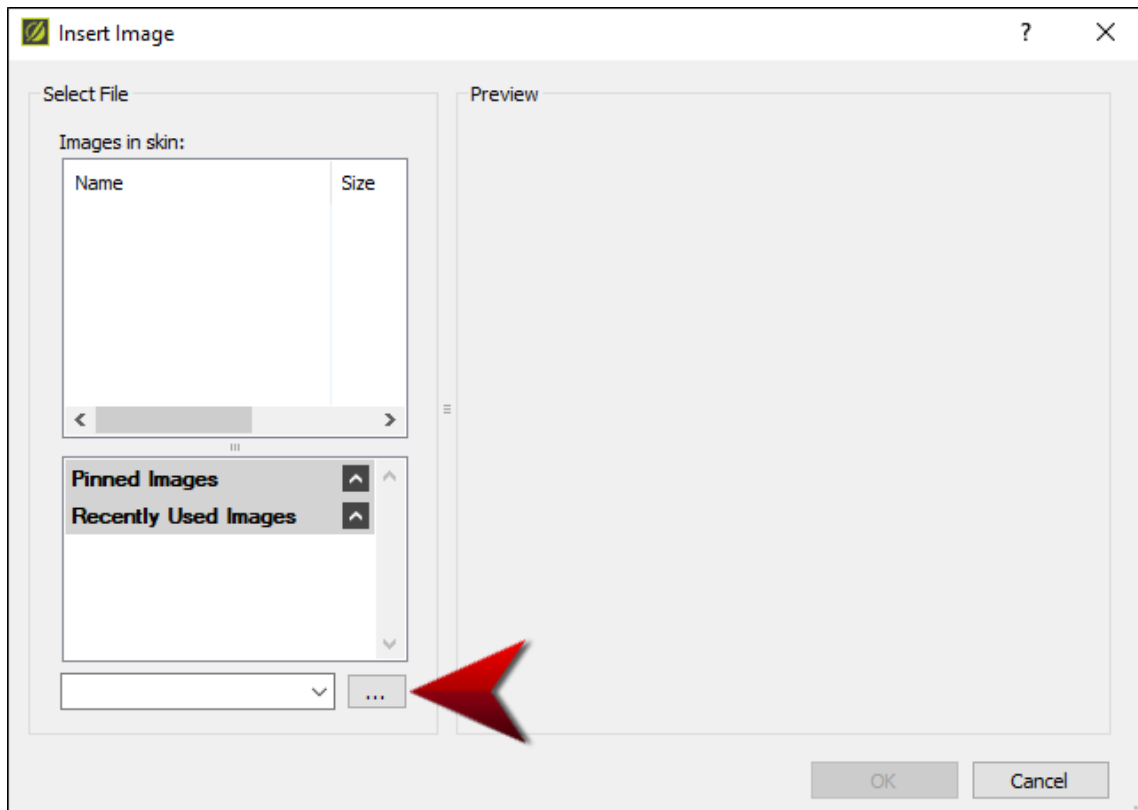 Insert Image
?
Select File
Preview
Images in skin:
Name Size
Pinned Images
Recently Used Images
...
OK
Cancel